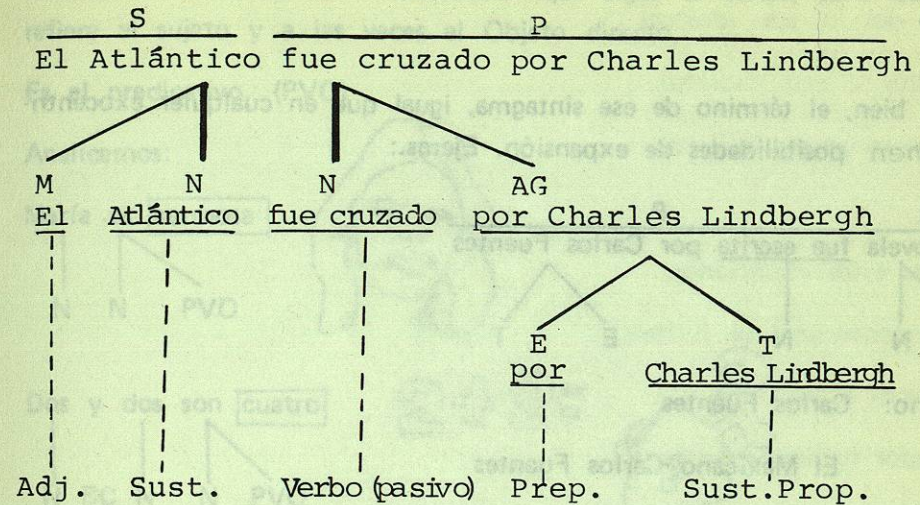 S P
El Atlántico fue cruzado por Charles Lindbergh
M N N AG
El Atlántico fue cruzado por Charles Lindbergh
E T
por Charles Lindbergh
Adj. Sust. Verbo (pasivo) Prep. Sust. Prop.